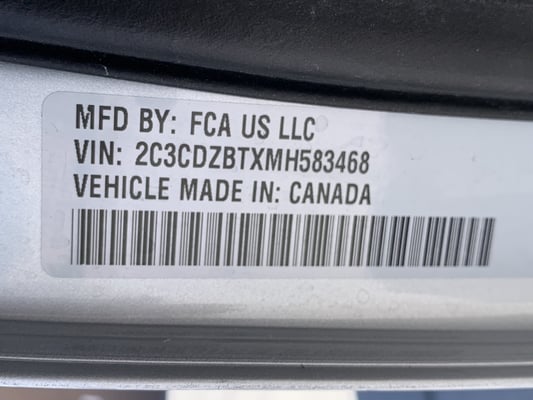 MFD BY: FCA US LLC
VIN: 2C3CDZBTXMH583468
VEHICLE MADE IN: CANADA